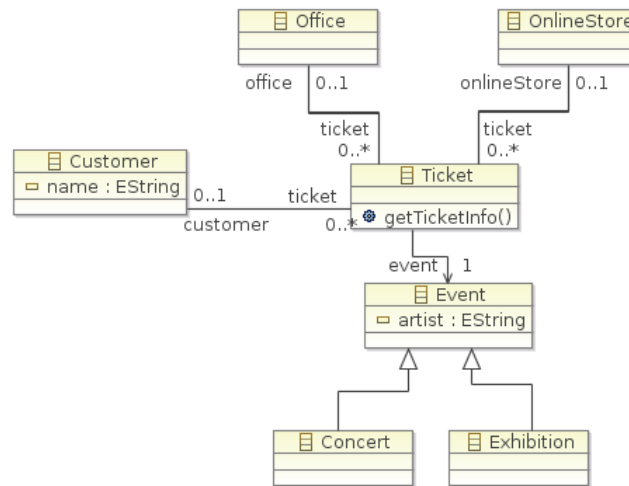 Office
OnlineStore
office 0..1
onlineStore 0..1
ticket
0..*
ticket
0..*
Customer
name : EString
0..1
customer
ticket
0..*
Ticket
getTicketInfo()
event 1
Event
artist : EString
Concert
Exhibition